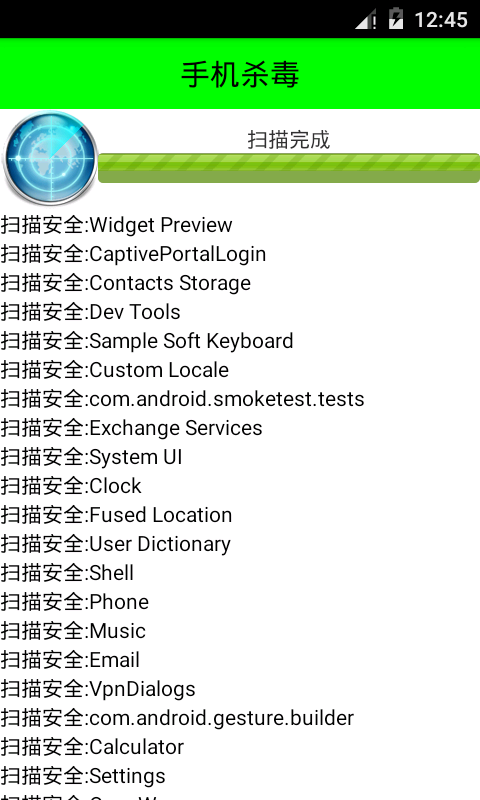 12:45
手机杀毒
扫描完成
扫描安全:Widget Preview
扫描安全:CaptivePortalLogin
扫描安全:Contacts Storage
扫描安全:Dev Tools
扫描安全:Sample Soft Keyboard
扫描安全:Custom Locale
扫描安全:com.android.smoketest.tests
扫描安全:Exchange Services
扫描安全:System UI
扫描安全:Clock
扫描安全:Fused Location
扫描安全:User Dictionary
扫描安全:Shell
扫描安全:Phone
扫描安全:Music
扫描安全:Email
扫描安全:VpnDialogs
扫描安全:com.android.gesture.builder
扫描安全:Calculator
扫描安全:Settings